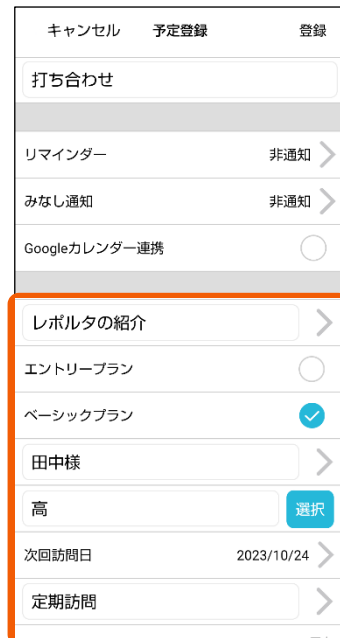 キャンセル 予定登録 登録
打ち合わせ
リマインダー 非通知
みなし通知 非通知
Googleカレンダー連携
レポルタの紹介
エントリープラン
ベーシックプラン
田中様
高 選択
次回訪問日 2023/10/24
定期訪問